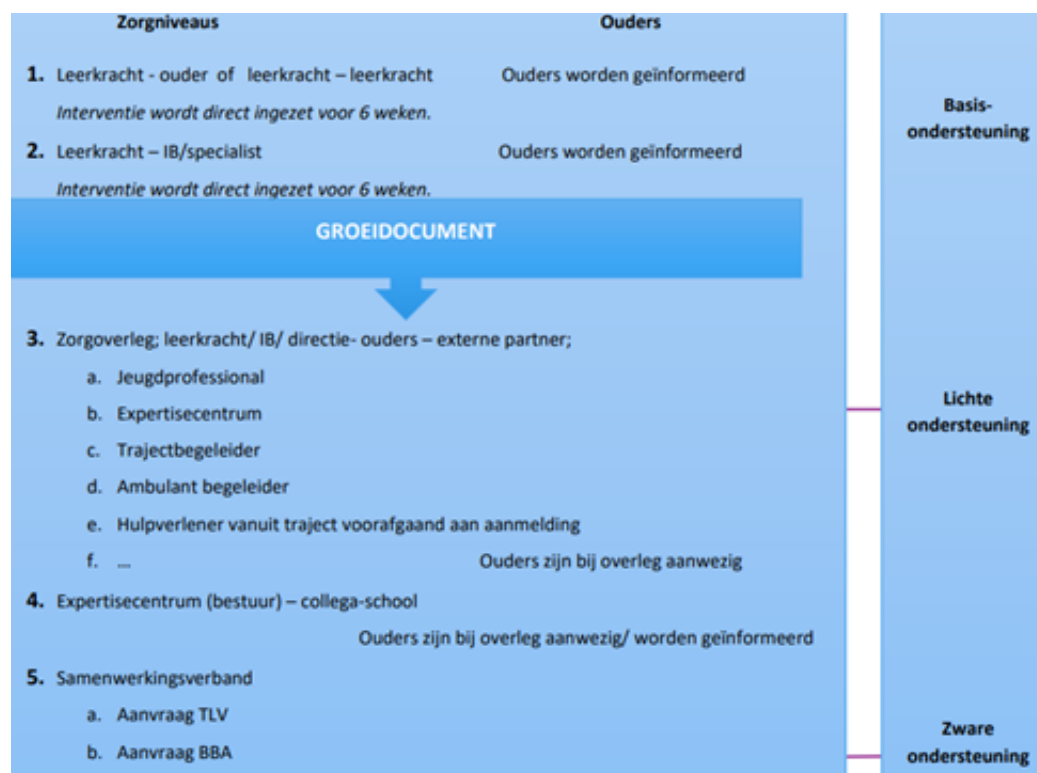 Zorgniveaus Ouders
1. Leerkracht - ouder of leerkracht – leerkracht Ouders worden geïnformeerd
Interventie wordt direct ingezet voor 6 weken.
2. Leerkracht – IB/specialist Ouders worden geïnformeerd
Interventie wordt direct ingezet voor 6 weken.
GROEIDOCUMENT
3. Zorgoverleg; leerkracht/ IB/ directie- ouders – externe partner;
a. Jeugdprofessional
b. Expertisecentrum
c. Trajectbegeleider
d. Ambulant begeleider
e. Hulpverlener vanuit traject voorafgaand aan aanmelding
f. ... Ouders zijn bij overleg aanwezig
4. Expertisecentrum (bestuur) – collega-school
Ouders zijn bij overleg aanwezig/ worden geïnformeerd
5. Samenwerkingsverband
a. Aanvraag TLV
b. Aanvraag BBA
Basis-
ondersteuning
Lichte
ondersteuning
Zware
ondersteuning